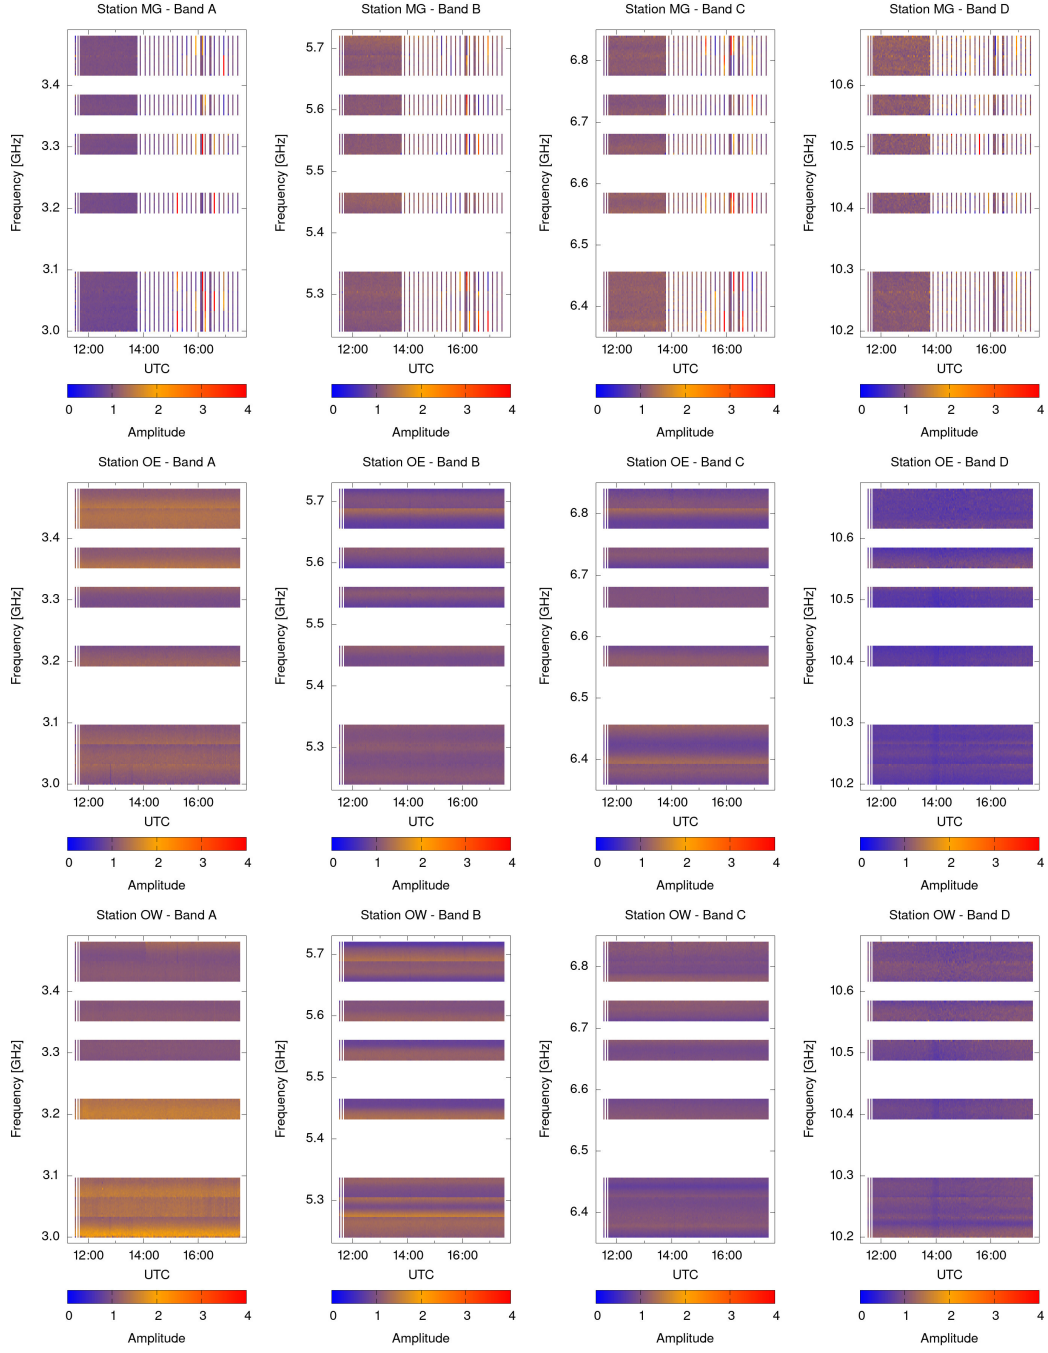 Station MG - Band A
Station MG - Band B
Station MG - Band C
Station MG - Band D
Frequency [GHz]
3.4
3.3
3.2
3.1
3.0
12:00 14:00 16:00
UTC
0 1 2 3 4
Amplitude
Frequency [GHz]
5.7
5.6
5.5
5.4
5.3
12:00 14:00 16:00
UTC
0 1 2 3 4
Amplitude
Frequency [GHz]
6.8
6.7
6.6
6.5
6.4
12:00 14:00 16:00
UTC
0 1 2 3 4
Amplitude
Frequency [GHz]
10.6
10.5
10.4
10.3
10.2
12:00 14:00 16:00
UTC
0 1 2 3 4
Amplitude
Station OE - Band A
Station OE - Band B
Station OE - Band C
Station OE - Band D
Frequency [GHz]
3.4
3.3
3.2
3.1
3.0
12:00 14:00 16:00
UTC
0 1 2 3 4
Amplitude
Frequency [GHz]
5.7
5.6
5.5
5.4
5.3
12:00 14:00 16:00
UTC
0 1 2 3 4
Amplitude
Frequency [GHz]
6.8
6.7
6.6
6.5
6.4
12:00 14:00 16:00
UTC
0 1 2 3 4
Amplitude
Frequency [GHz]
10.6
10.5
10.4
10.3
10.2
12:00 14:00 16:00
UTC
0 1 2 3 4
Amplitude
Station OW - Band A
Station OW - Band B
Station OW - Band C
Station OW - Band D
Frequency [GHz]
3.4
3.3
3.2
3.1
3.0
12:00 14:00 16:00
UTC
0 1 2 3 4
Amplitude
Frequency [GHz]
5.7
5.6
5.5
5.4
5.3
12:00 14:00 16:00
UTC
0 1 2 3 4
Amplitude
Frequency [GHz]
6.8
6.7
6.6
6.5
6.4
12:00 14:00 16:00
UTC
0 1 2 3 4
Amplitude
Frequency [GHz]
10.6
10.5
10.4
10.3
10.2
12:00 14:00 16:00
UTC
0 1 2 3 4
Amplitude